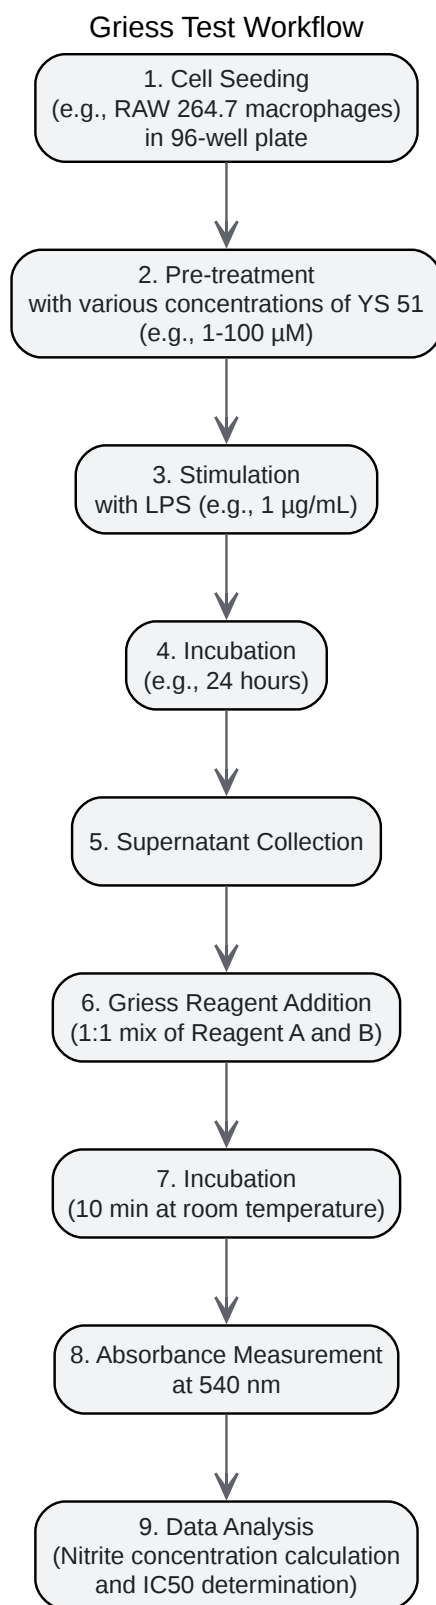 Griess Test Workflow
1. Cell Seeding
(e.g., RAW 264.7 macrophages)
in 96-well plate
2. Pre-treatment
with various concentrations of YS 51
(e.g., 1-100 µM)
3. Stimulation
with LPS (e.g., 1 µg/mL)
4. Incubation
(e.g., 24 hours)
5. Supernatant Collection
6. Griess Reagent Addition
(1:1 mix of Reagent A and B)
7. Incubation
(10 min at room temperature)
8. Absorbance Measurement
at 540 nm
9. Data Analysis
(Nitrite concentration calculation
and IC50 determination)